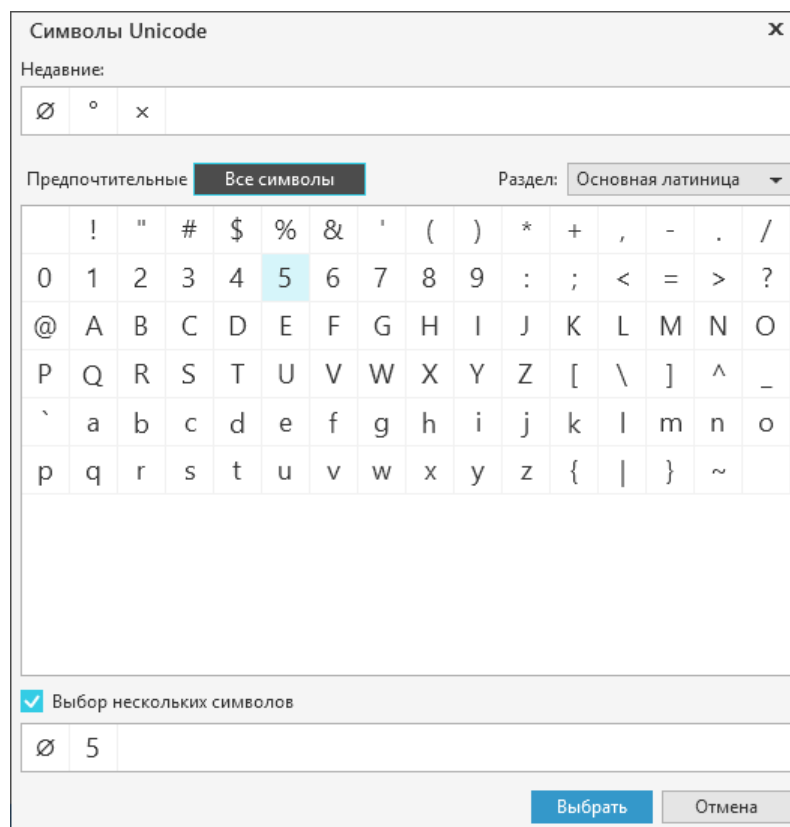 Символы Unicode x
Недавние:
∅ ° ×
Предпочтительные Все символы Раздел: Основная латиница
! " # $ % & ' ( ) * + , - . /
0 1 2 3 4 5 6 7 8 9 : ; < = > ?
@ A B C D E F G H I J K L M N O
P Q R S T U V W X Y Z [ \ ] ^ _
` a b c d e f g h i j k l m n o
p q r s t u v w x y z { | } ~
Выбор нескольких символов
∅ 5
Выбрать Отмена